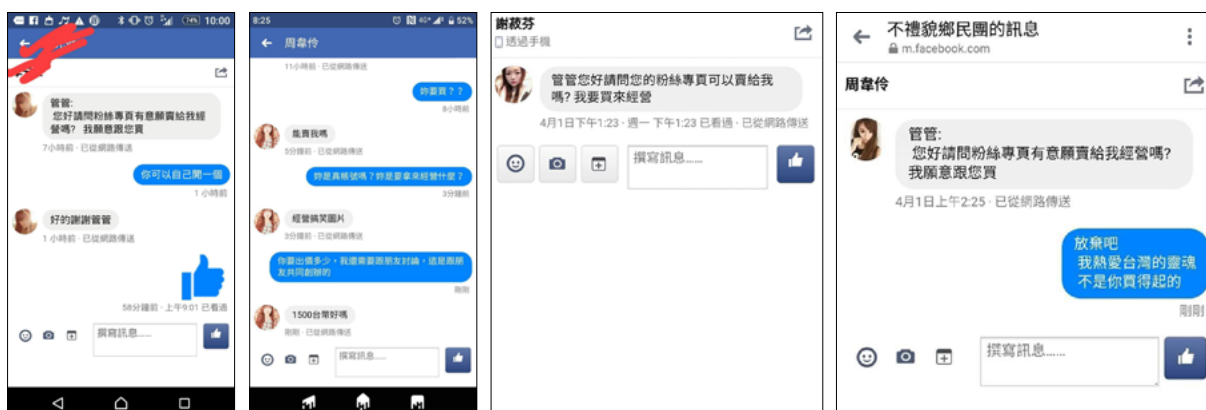 74% 10:00
管管:
您好請問粉絲專頁有意願賣給我經
營嗎? 我願意跟您買
7小時前 · 已從網路傳送
你可以自己開一個
1 小時前
好的謝謝管管
1 小時前 · 已從網路傳送
58分鐘前 · 上午9:01 已看過
撰寫訊息......
8:25
4G+ 52%
周韋伶
11小時前 · 已從網路傳送
妳要買??
8小時前
能賣我嗎
5分鐘前 · 已從網路傳送
妳是真帳號嗎?妳是要拿來經營什麼?
3分鐘前
經營搞笑圖片
3分鐘前 · 已從網路傳送
你要出價多少,我還需要跟朋友討論,這是跟朋
友共同創辦的
剛剛
1500台幣好嗎
剛剛 · 已從網路傳送
撰寫訊息......
謝菽芬
透過手機
管管您好請問您的粉絲專頁可以賣給我
嗎? 我要買來經營
4月1日下午1:23 · 週一 下午1:23 已看過 · 已從網路傳送
撰寫訊息......
不禮貌鄉民團的訊息
m.facebook.com
周韋伶
管管:
您好請問粉絲專頁有意願賣給我經營嗎?
我願意跟您買
4月1日上午2:25 · 已從網路傳送
放棄吧
我熱愛台灣的靈魂
不是你買得起的
剛剛
撰寫訊息......